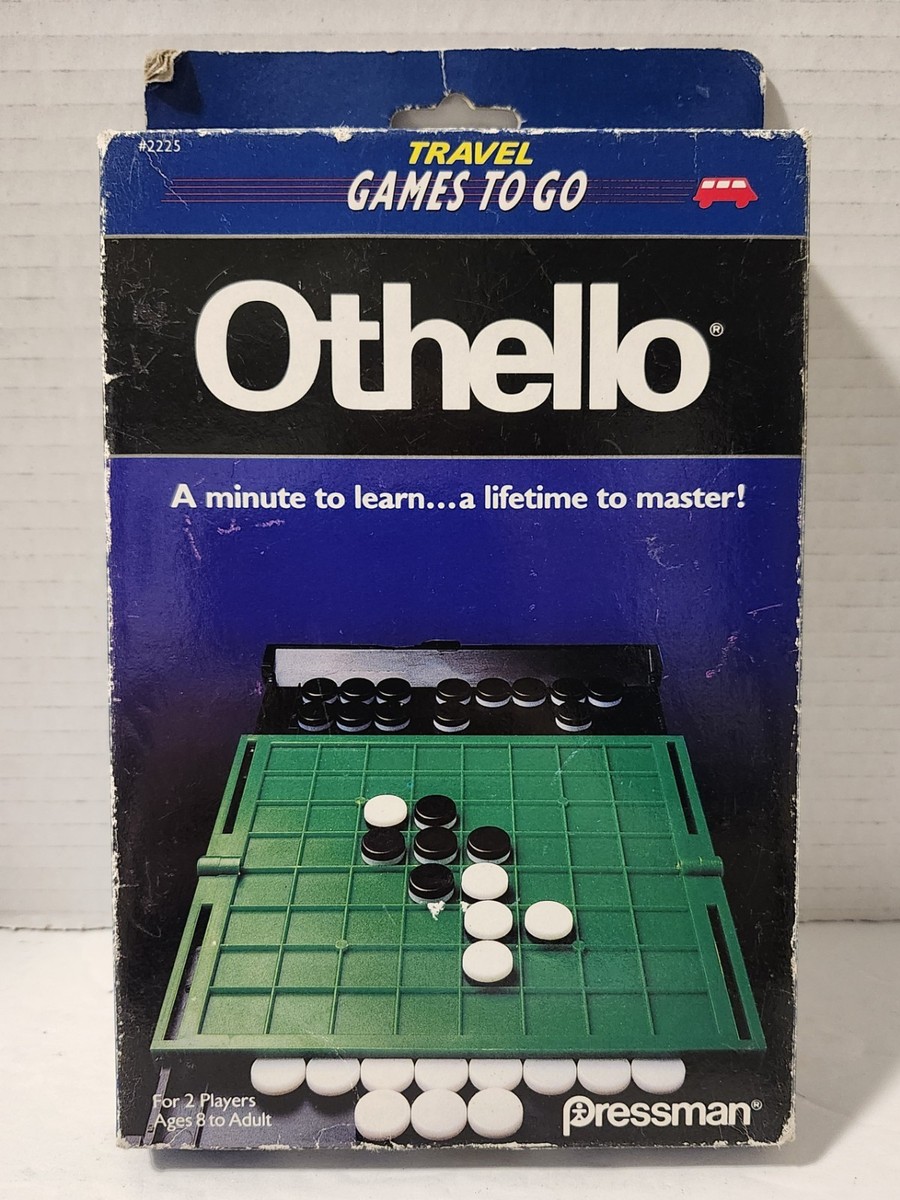 #2225
TRAVEL
GAMES TO GO
Othello®
A minute to learn...a lifetime to master!
For 2 Players
Ages 8 to Adult
pressman®